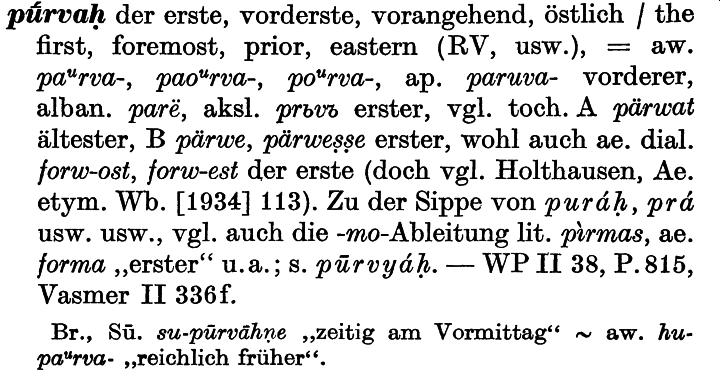 pū́rvaḥ der erste, vorderste, vorangehend, östlich / the
first, foremost, prior, eastern (RV, usw.), = aw.
paᵘrva-, paoᵘrva-, poᵘrva-, ap. paruva- vorderer,
alban. parë, aksl. prьvъ erster, vgl. toch. A pärwat
ältester, B pärwe, pärweṣṣe erster, wohl auch ae. dial.
forw-ost, forw-est der erste (doch vgl. Holthausen, Ae.
etym. Wb. [1934] 113). Zu der Sippe von puráḥ, prá
usw. usw., vgl. auch die -mo-Ableitung lit. pìrmas, ae.
forma „erster“ u. a.; s. pūrvyáḥ. — WP II 38, P. 815,
Vasmer II 336 f.
Br., Sū. su-pūrvāhṇe „zeitig am Vormittag“ ~ aw. hu-
paᵘrva- „reichlich früher“.